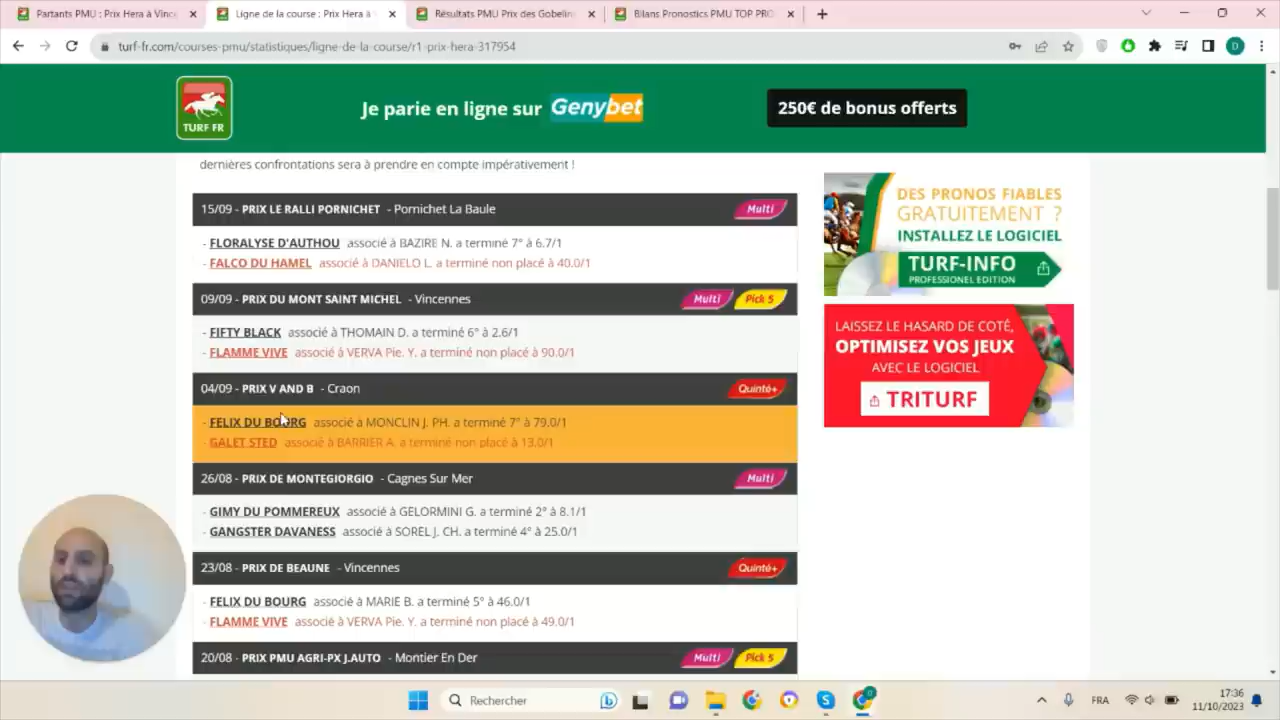 Partants PMU : Prix Hera à Vince
Ligne de la course : Prix Hera à
Résultats PMU Prix des Gobelin
Bilans Pronostics PMU TOP PRO
turf-fr.com/courses-pmu/statistiques/ligne-de-la-course/r1-prix-hera-317954
D
TURF FR
Je parie en ligne sur Genybet
250€ de bonus offerts
dernières confrontations sera à prendre en compte impérativement !
15/09 - PRIX LE RALLI PORNICHET - Pornichet La Baule Multi
- FLORALYSE D'AUTHOU associé à BAZIRE N. a terminé 7° à 6.7/1
- FALCO DU HAMEL associé à DANIELO L. a terminé non placé à 40.0/1
09/09 - PRIX DU MONT SAINT MICHEL - Vincennes Multi Pick 5
- FIFTY BLACK associé à THOMAIN D. a terminé 6° à 2.6/1
- FLAMME VIVE associé à VERVA Pie. Y. a terminé non placé à 90.0/1
04/09 - PRIX V AND B - Craon Quinté+
- FELIX DU BOURG associé à MONCLIN J. PH. a terminé 7° à 79.0/1
- GALET STED associé à BARRIER A. a terminé non placé à 13.0/1
26/08 - PRIX DE MONTEGIORGIO - Cagnes Sur Mer Multi
- GIMY DU POMMEREUX associé à GELORMINI G. a terminé 2° à 8.1/1
- GANGSTER DAVANESS associé à SOREL J. CH. a terminé 4° à 25.0/1
23/08 - PRIX DE BEAUNE - Vincennes Quinté+
- FELIX DU BOURG associé à MARIE B. a terminé 5° à 46.0/1
- FLAMME VIVE associé à VERVA Pie. Y. a terminé non placé à 49.0/1
20/08 - PRIX PMU AGRI-PX J.AUTO - Montier En Der Multi Pick 5
DES PRONOS FIABLES
GRATUITEMENT ?
INSTALLEZ LE LOGICIEL
TURF-INFO
PROFESSIONEL EDITION
LAISSEZ LE HASARD DE COTÉ,
OPTIMISEZ VOS JEUX
AVEC LE LOGICIEL
TRITURF
Rechercher
FRA
17:36
11/10/2023